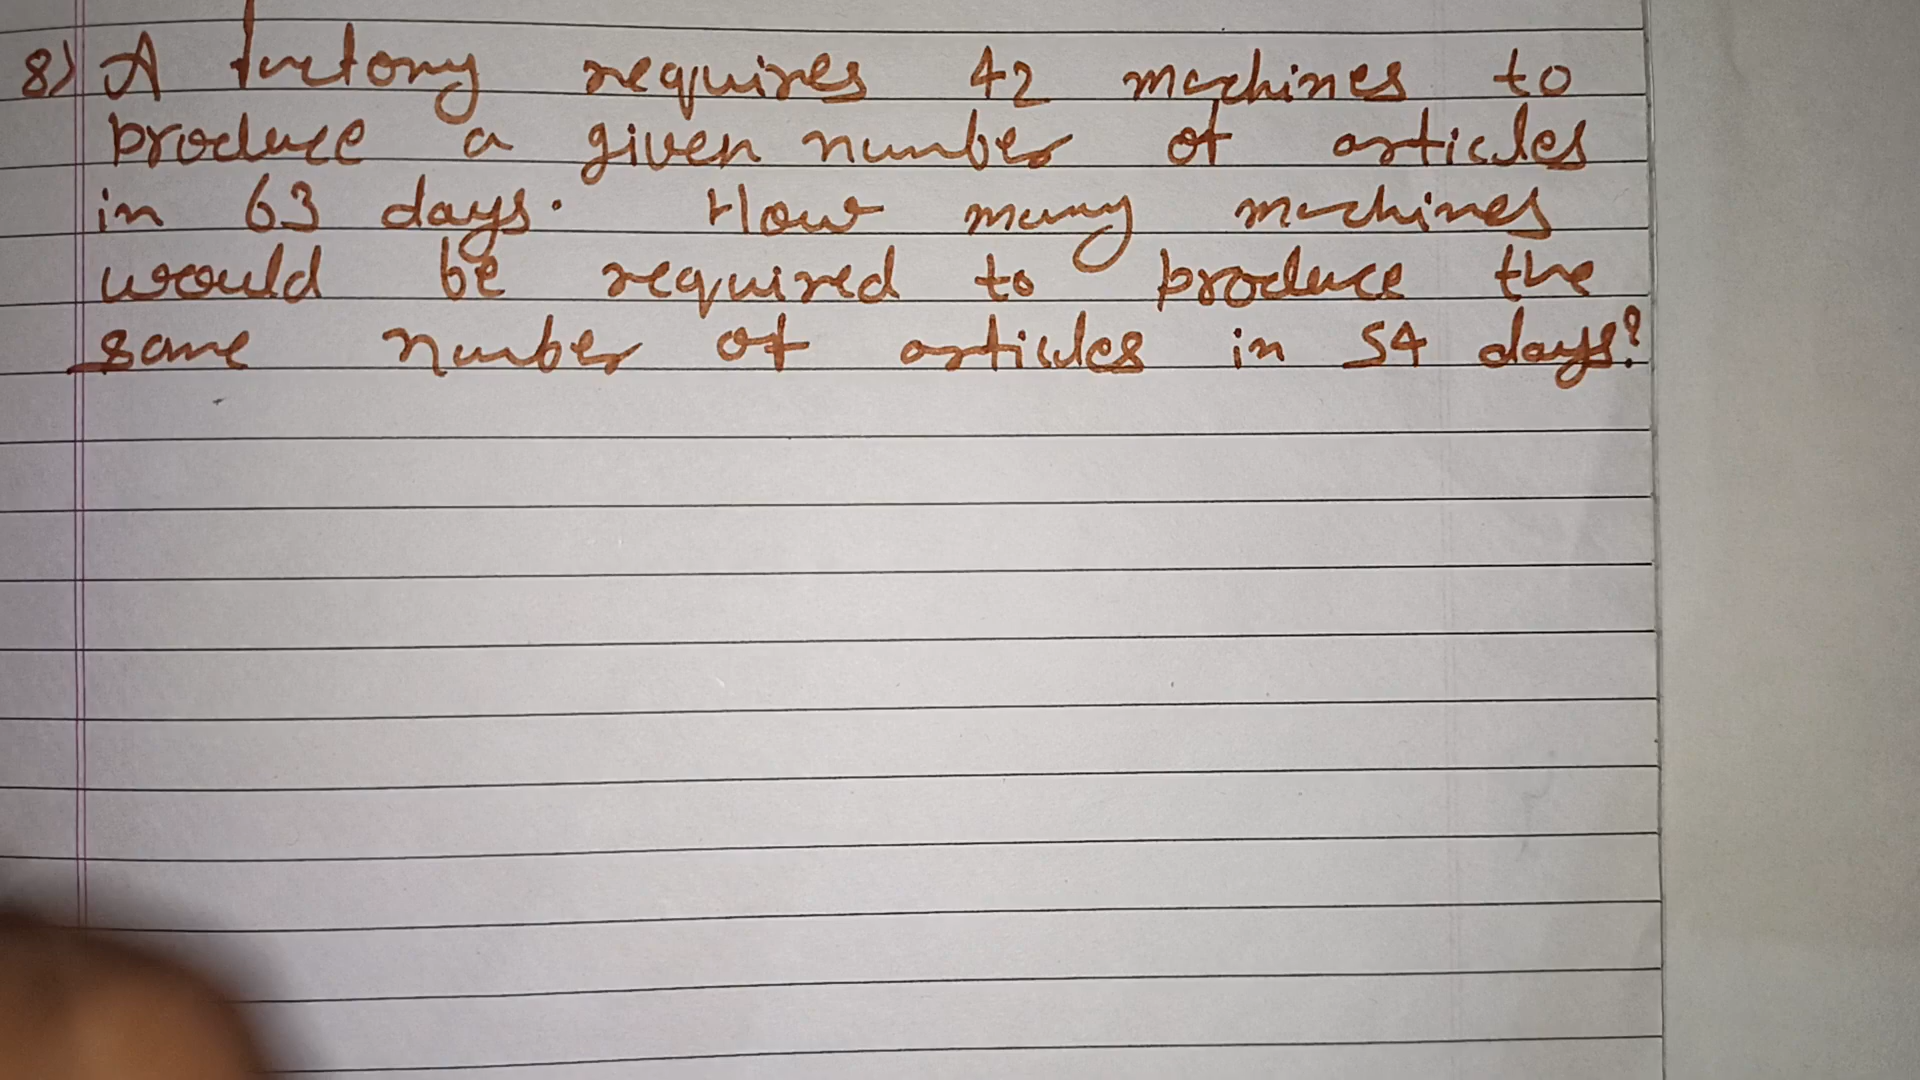 8) A factory requires 42 machines to
produce a given number of articles
in 63 days. How many machines
would be required to produce the
same number of articles in 54 days?